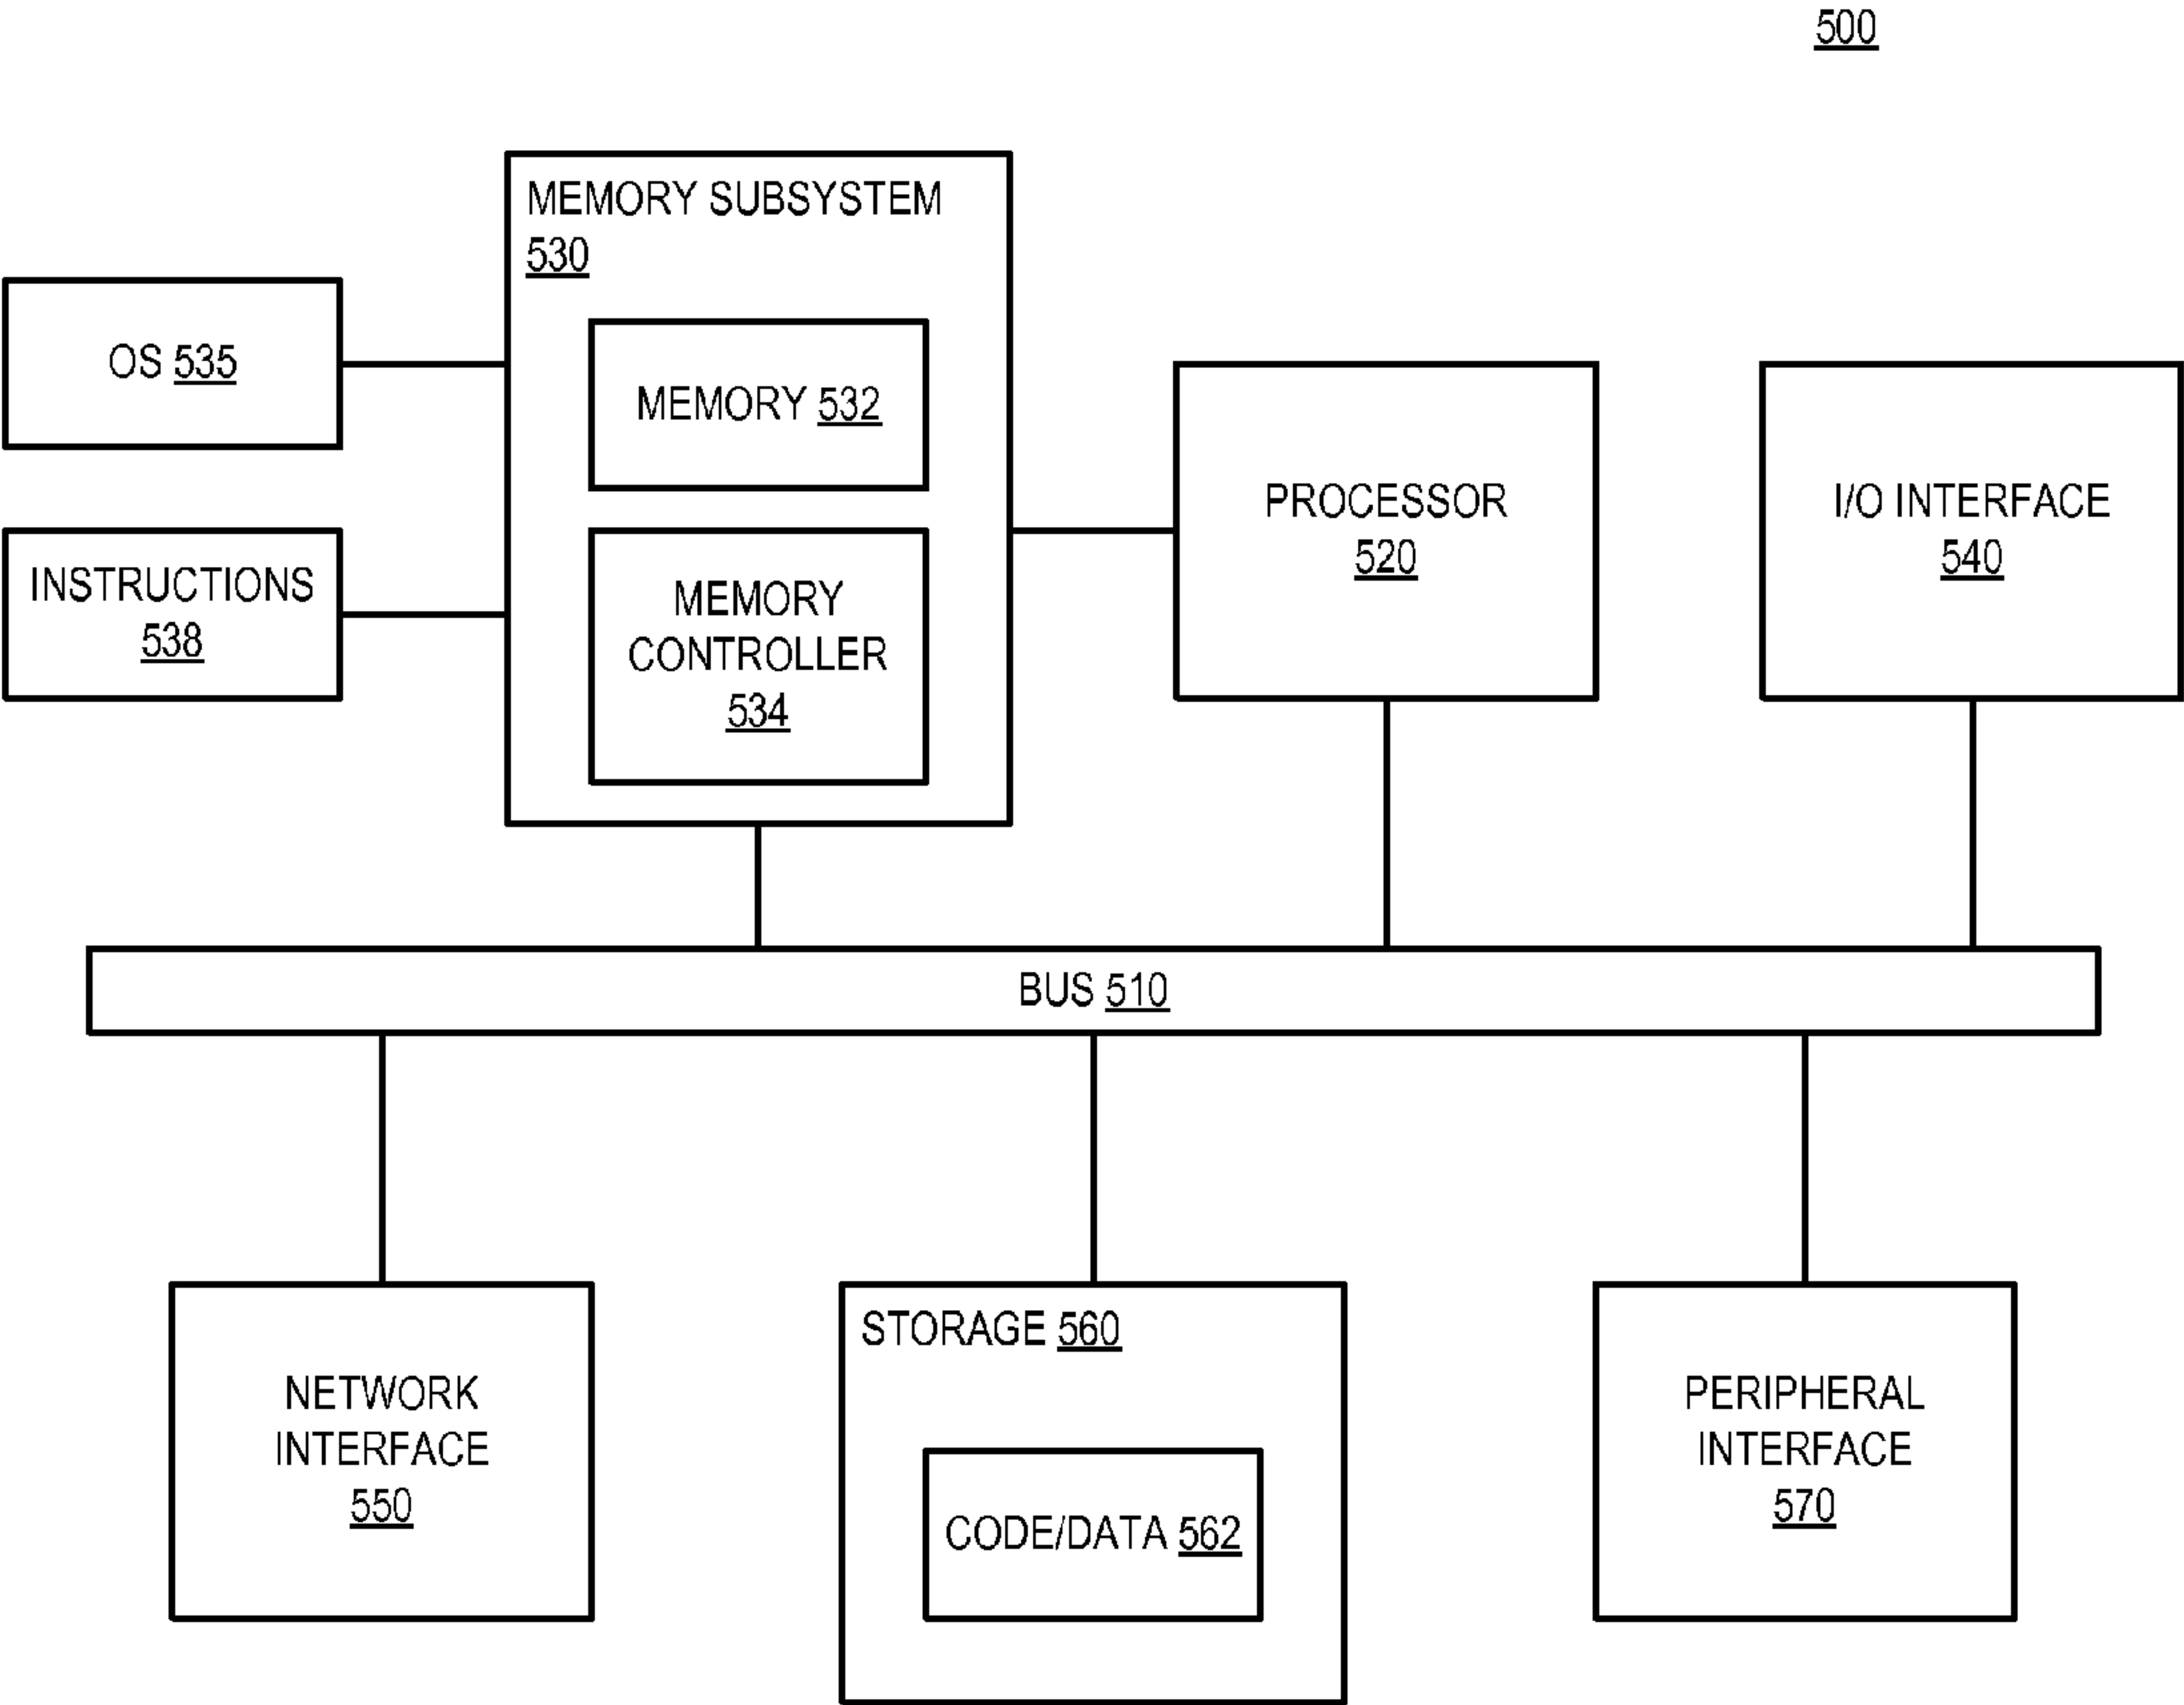 500
MEMORY SUBSYSTEM
530
OS 535
MEMORY 532
INSTRUCTIONS
538
MEMORY
CONTROLLER
534
PROCESSOR
520
I/O INTERFACE
540
BUS 510
NETWORK
INTERFACE
550
STORAGE 560
CODE/DATA 562
PERIPHERAL
INTERFACE
570